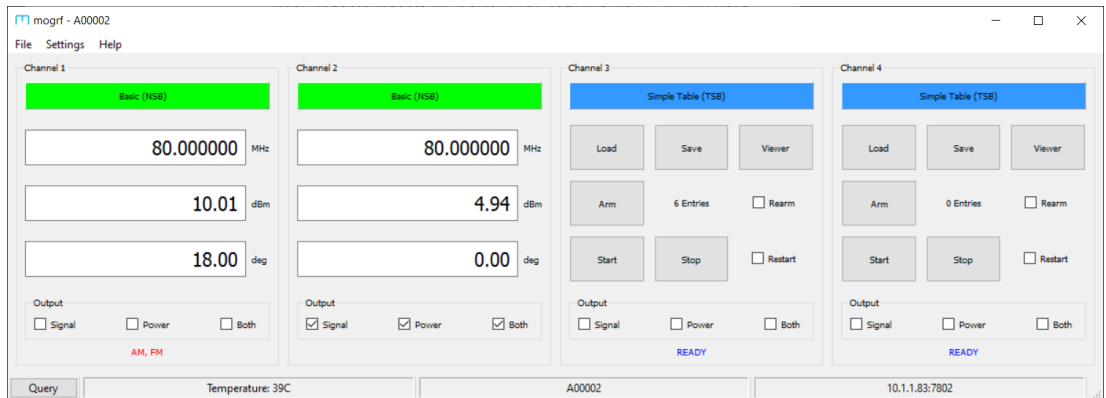 mogrf - A00002
File Settings Help
Channel 1
Basic (NSB)
80.000000 MHz
10.01 dBm
18.00 deg
Output
Signal Power Both
AM, FM
Channel 2
Basic (NSB)
80.000000 MHz
4.94 dBm
0.00 deg
Output
Signal Power Both
Channel 3
Simple Table (TSB)
Load Save Viewer
Arm 6 Entries Rearm
Start Stop Restart
Output
Signal Power Both
READY
Channel 4
Simple Table (TSB)
Load Save Viewer
Arm 0 Entries Rearm
Start Stop Restart
Output
Signal Power Both
READY
Query Temperature: 39C A00002 10.1.1.83:7802